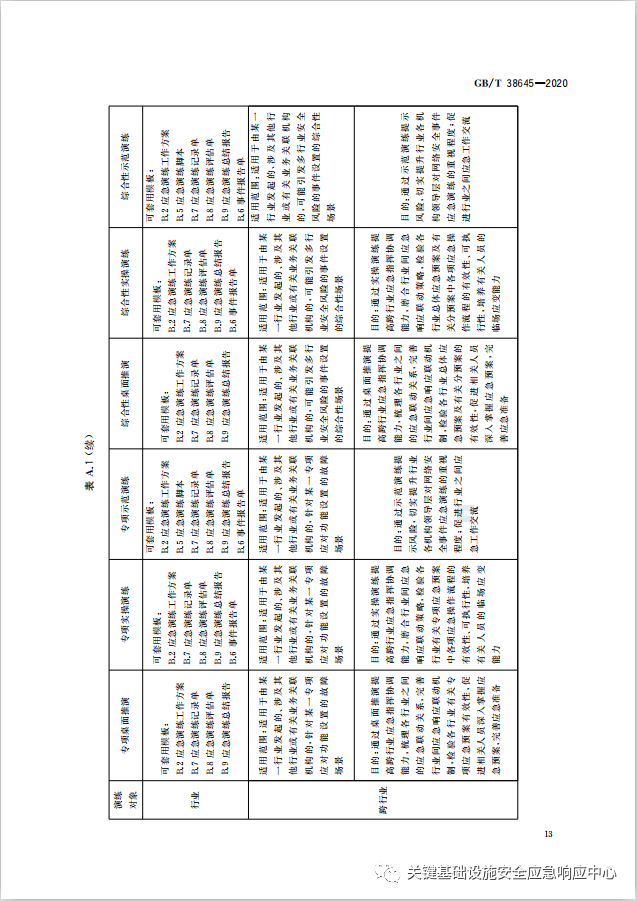 GB/T 38645—2020
表 A.1（续）
演练
对象
专项桌面推演
专项实操演练
专项示范演练
综合性桌面推演
综合性实操演练
综合性示范演练
行业
可套用模板：
B.2 应急演练工作方案
B.7 应急演练记录单
B.8 应急演练评估单
B.9 应急演练总结报告
可套用模板：
B.2 应急演练工作方案
B.7 应急演练记录单
B.8 应急演练评估单
B.9 应急演练总结报告
B.6 事件报告单
可套用模板：
B.2 应急演练工作方案
B.5 应急演练脚本
B.7 应急演练记录单
B.8 应急演练评估单
B.9 应急演练总结报告
B.6 事件报告单
可套用模板：
B.2 应急演练工作方案
B.7 应急演练记录单
B.8 应急演练评估单
B.9 应急演练总结报告
可套用模板：
B.2 应急演练工作方案
B.7 应急演练记录单
B.8 应急演练评估单
B.9 应急演练总结报告
B.6 事件报告单
可套用模板：
B.2 应急演练工作方案
B.5 应急演练脚本
B.7 应急演练记录单
B.8 应急演练评估单
B.9 应急演练总结报告
B.6 事件报告单
跨行业
适用范围：适用于由某
一行业发起的、涉及其
他行业或有关业务关联
机构的，针对某一专项
应对功能设置的故障
场景
适用范围：适用于由某
一行业发起的、涉及其
他行业或有关业务关联
机构的，针对某一专项
应对功能设置的故障
场景
适用范围：适用于由某
一行业发起的、涉及其
他行业或有关业务关联
机构的，针对某一专项
应对功能设置的故障
场景
适用范围：适用于由某
一行业发起的、涉及其
他行业或有关业务关联
机构的，可能引发多行
业安全风险的事件设置
的综合性场景
适用范围：适用于由某
一行业发起的、涉及其
他行业或有关业务关联
机构的，可能引发多行
业安全风险的事件设置
的综合性场景
适用范围：适用于由某一
行业发起的、涉及其他行
业或有关业务关联机构
的，可能引发多行业安全
风险的事件设置的综合性
场景
目的：通过桌面推演提
高跨行业应急指挥协调
能力，梳理各行业之间
的应急联动关系，完善
行业间应急响应联动机
制，检验各行业有关专
项应急预案有效性，促
进相关人员深入掌握应
急预案，完善应急准备
目的：通过实操演练提
高跨行业应急指挥协调
能力，磨合行业间应急
响应联动策略，检验各
行业有关专项应急预案
中各项应急操作流程的
有效性、可执行性，培养
有关人员的临场应变
能力
目的：通过示范演练提
示风险，切实提升行业
各机构领导层对网络安
全事件应急演练的重视
程度；促进行业之间应
急工作交流
目的：通过桌面推演提
高跨行业应急指挥协调
能力，梳理各行业之间
的应急联动关系，完善
行业间应急响应联动机
制，检验各行业总体应
急预案及有关分预案的
有效性，促进相关人员
深入掌握应急预案，完
善应急准备
目的：通过实操演练提
高跨行业应急指挥协调
能力，磨合行业间应急
响应联动策略，检验各
行业总体应急预案及有
关分预案中各项应急操
作流程的有效性、可执
行性，培养有关人员的
临场应变能力
目的：通过示范演练提示
风险，切实提升行业各机
构领导层对网络安全事件
应急演练的重视程度；促
进行业之间应急工作交流
13
关键基础设施安全应急响应中心